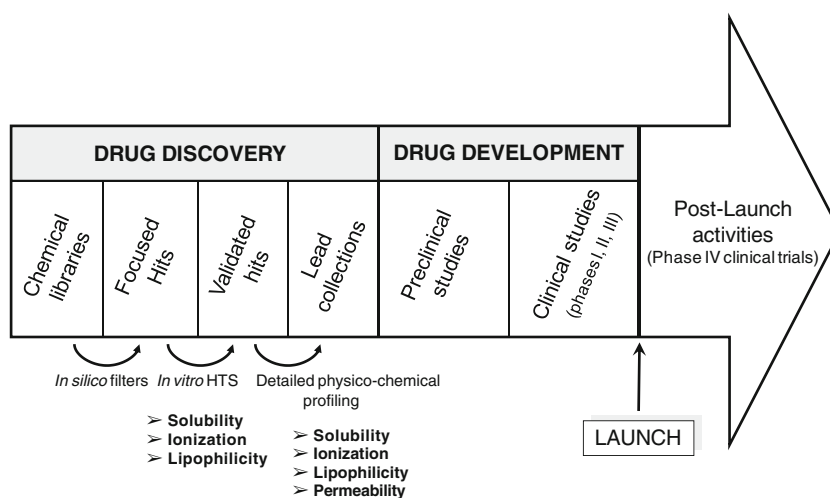 DRUG DISCOVERY
DRUG DEVELOPMENT
Chemical
libraries
Focused
Hits
Validated
hits
Lead
collections
Preclinical
studies
Clinical studies
(phases I, II, III)
Post-Launch
activities
(Phase IV clinical trials)
In silico filters
In vitro HTS
➢ Solubility
➢ Ionization
➢ Lipophilicity
Detailed physico-chemical
profiling
➢ Solubility
➢ Ionization
➢ Lipophilicity
➢ Permeability
LAUNCH